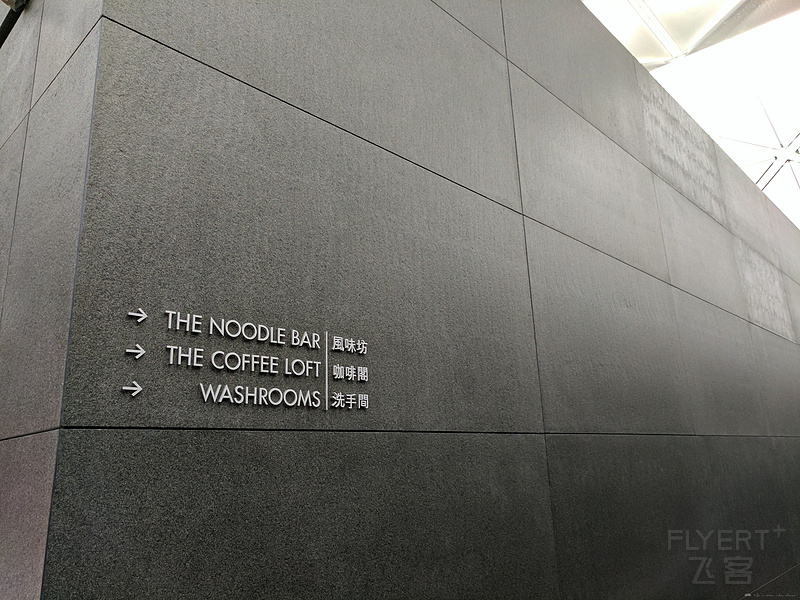 → THE NOODLE BAR 風味坊
→ THE COFFEE LOFT 咖啡閣
→ WASHROOMS 洗手間
FLYERT+
飞客